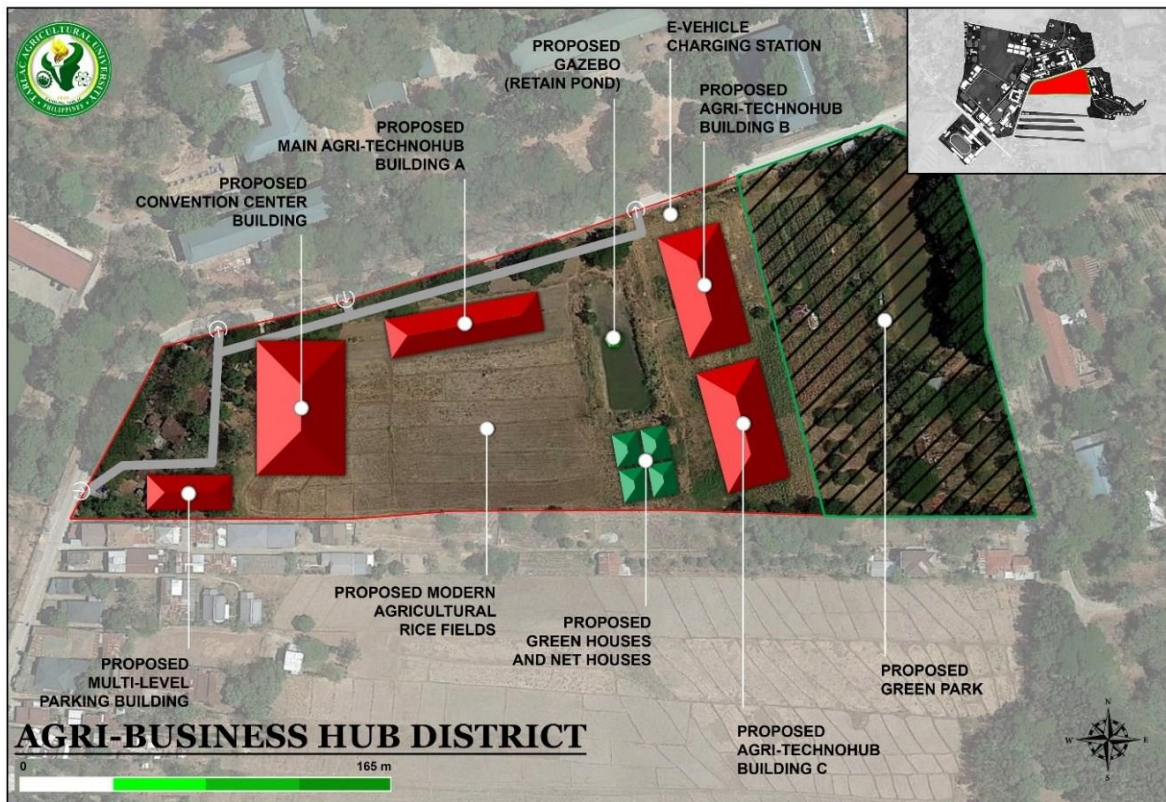 TARLAC AGRICULTURAL UNIVERSITY
PHILIPPINES
E-VEHICLE
CHARGING STATION
PROPOSED
GAZEBO
(RETAIN POND)
PROPOSED
AGRI-TECHNOHUB
BUILDING B
PROPOSED
MAIN AGRI-TECHNOHUB
BUILDING A
PROPOSED
CONVENTION CENTER
BUILDING
PROPOSED MODERN
AGRICULTURAL
RICE FIELDS
PROPOSED
GREEN HOUSES
AND NET HOUSES
PROPOSED
MULTI-LEVEL
PARKING BUILDING
PROPOSED
GREEN PARK
PROPOSED
AGRI-TECHNOHUB
BUILDING C
AGRI-BUSINESS HUB DISTRICT
0 165 m
N
W E
S